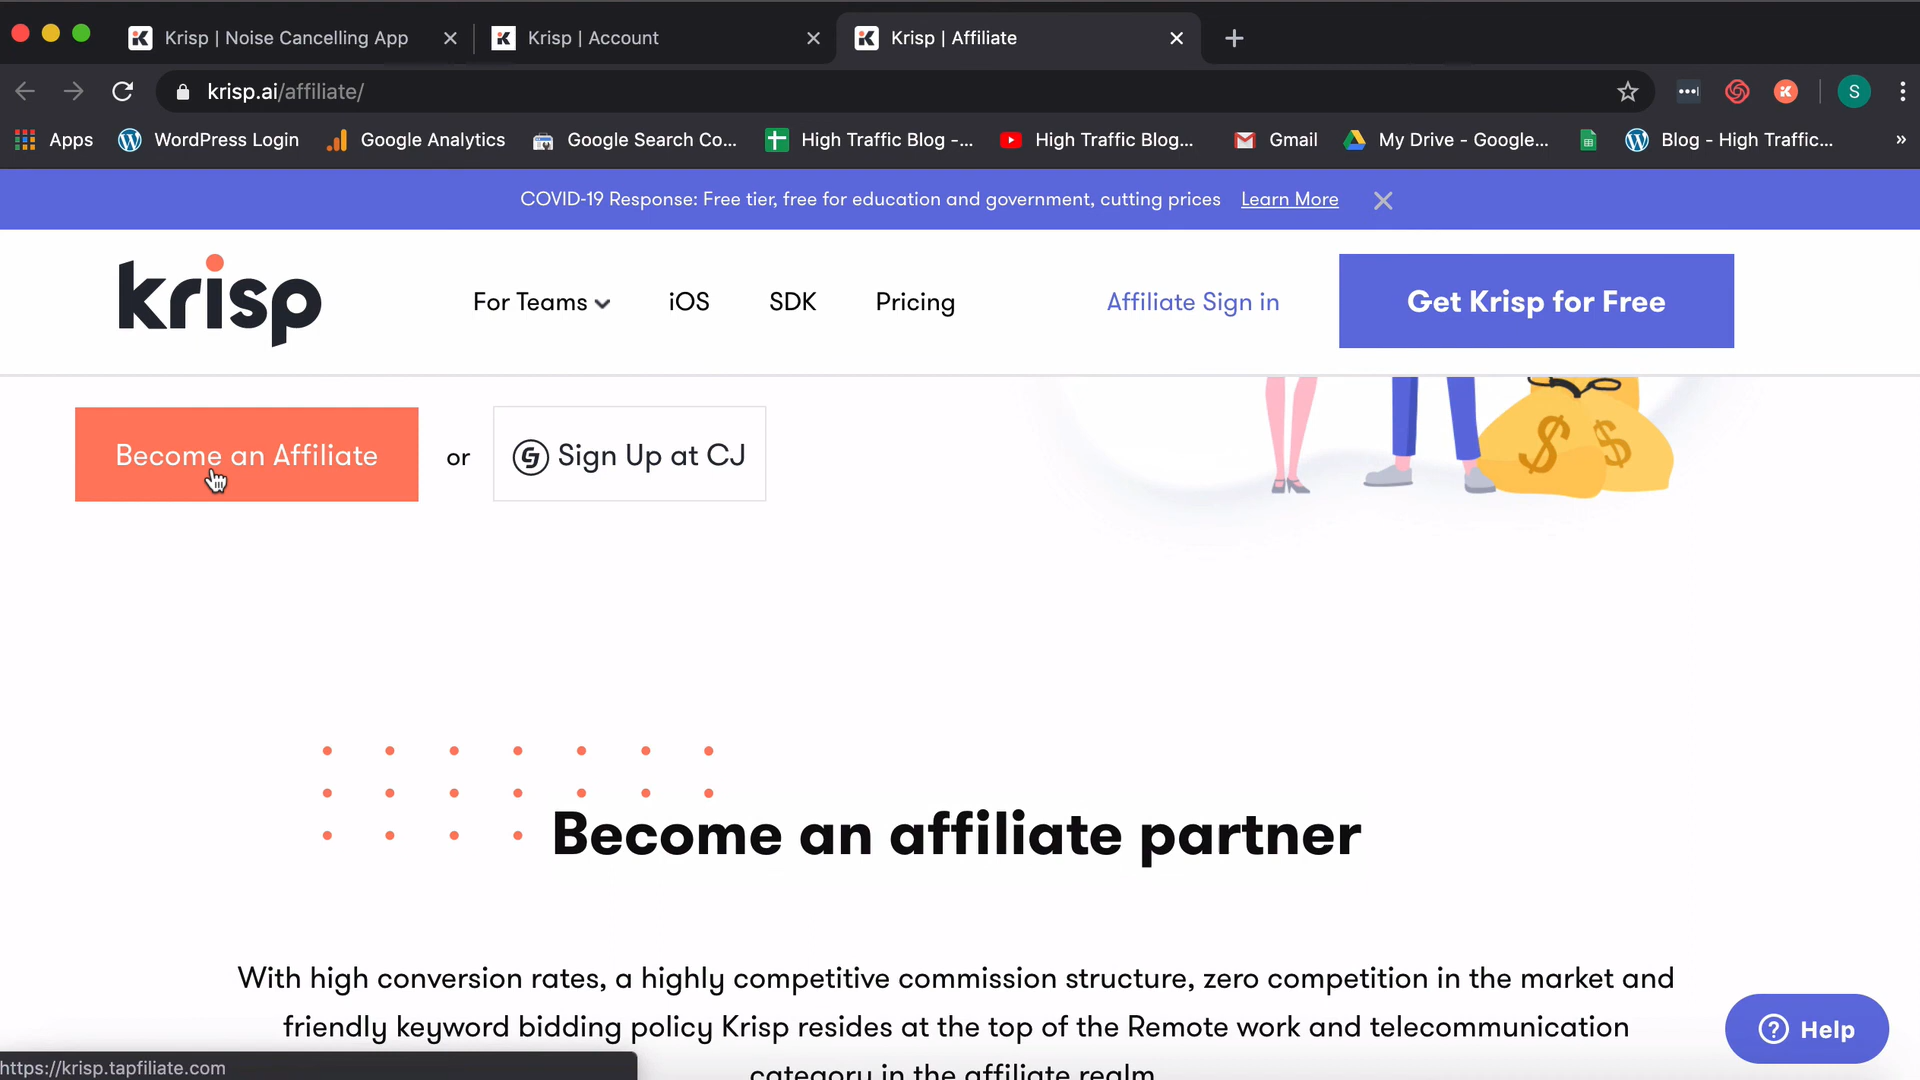 Krisp | Noise Cancelling App
Krisp | Account
Krisp | Affiliate
krisp.ai/affiliate/
S
Apps
WordPress Login
Google Analytics
Google Search Co...
High Traffic Blog -...
High Traffic Blog...
Gmail
My Drive - Google...
Blog - High Traffic...
»
COVID-19 Response: Free tier, free for education and government, cutting prices Learn More
krisp
For Teams
iOS
SDK
Pricing
Affiliate Sign in
Get Krisp for Free
Become an Affiliate
or
Sign Up at CJ
$ $
Become an affiliate partner
With high conversion rates, a highly competitive commission structure, zero competition in the market and
friendly keyword bidding policy Krisp resides at the top of the Remote work and telecommunication
category in the affiliate realm
? Help
https://krisp.tapfiliate.com